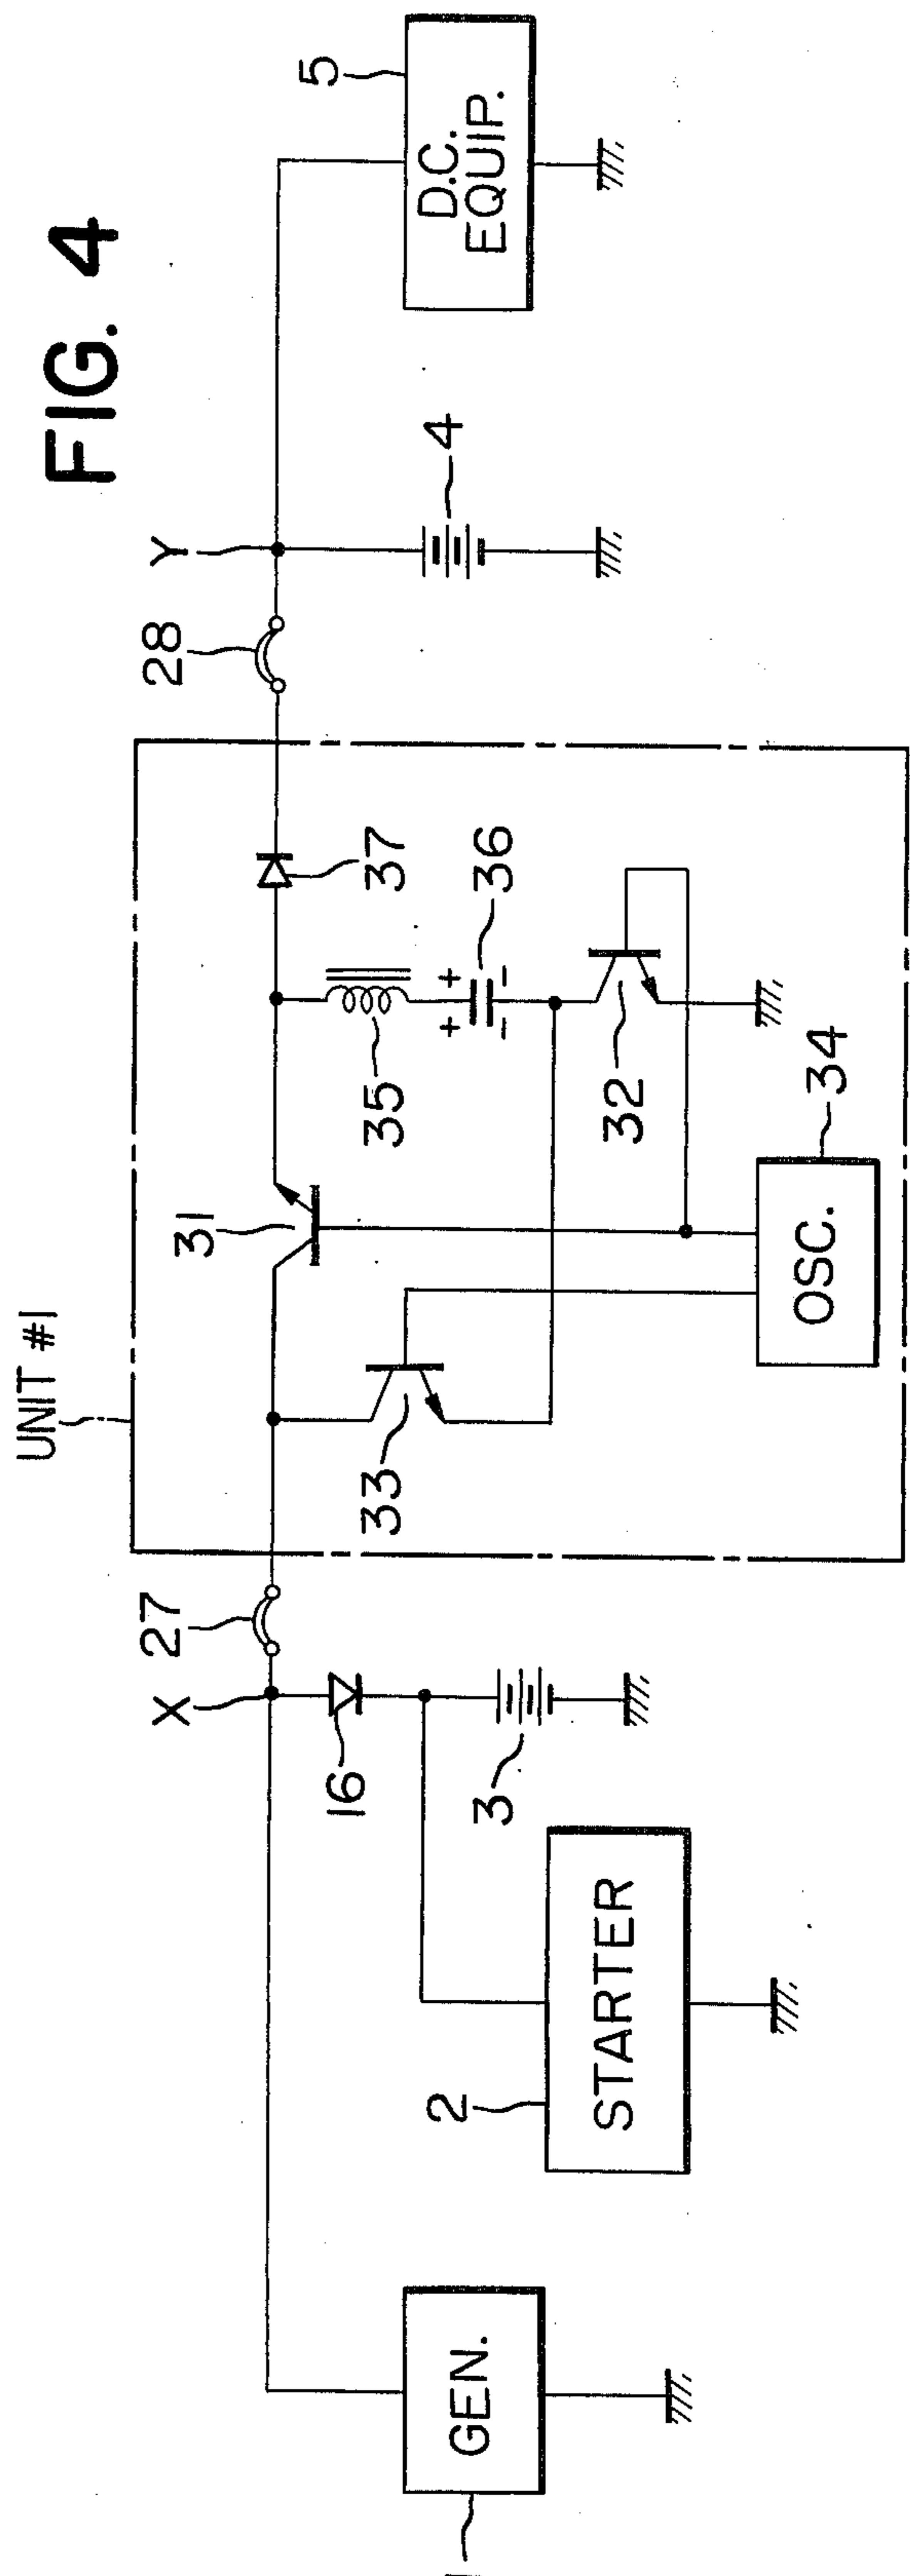 FIG. 4
UNIT #1
X
27
Y
28
16
3
31
33
35
37
36
32
34
OSC.
4
5
D.C.
EQUIP.
2
STARTER
GEN.